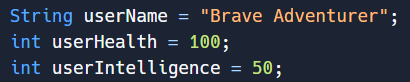 String userName = "Brave Adventurer";
int userHealth = 100;
int userIntelligence = 50;